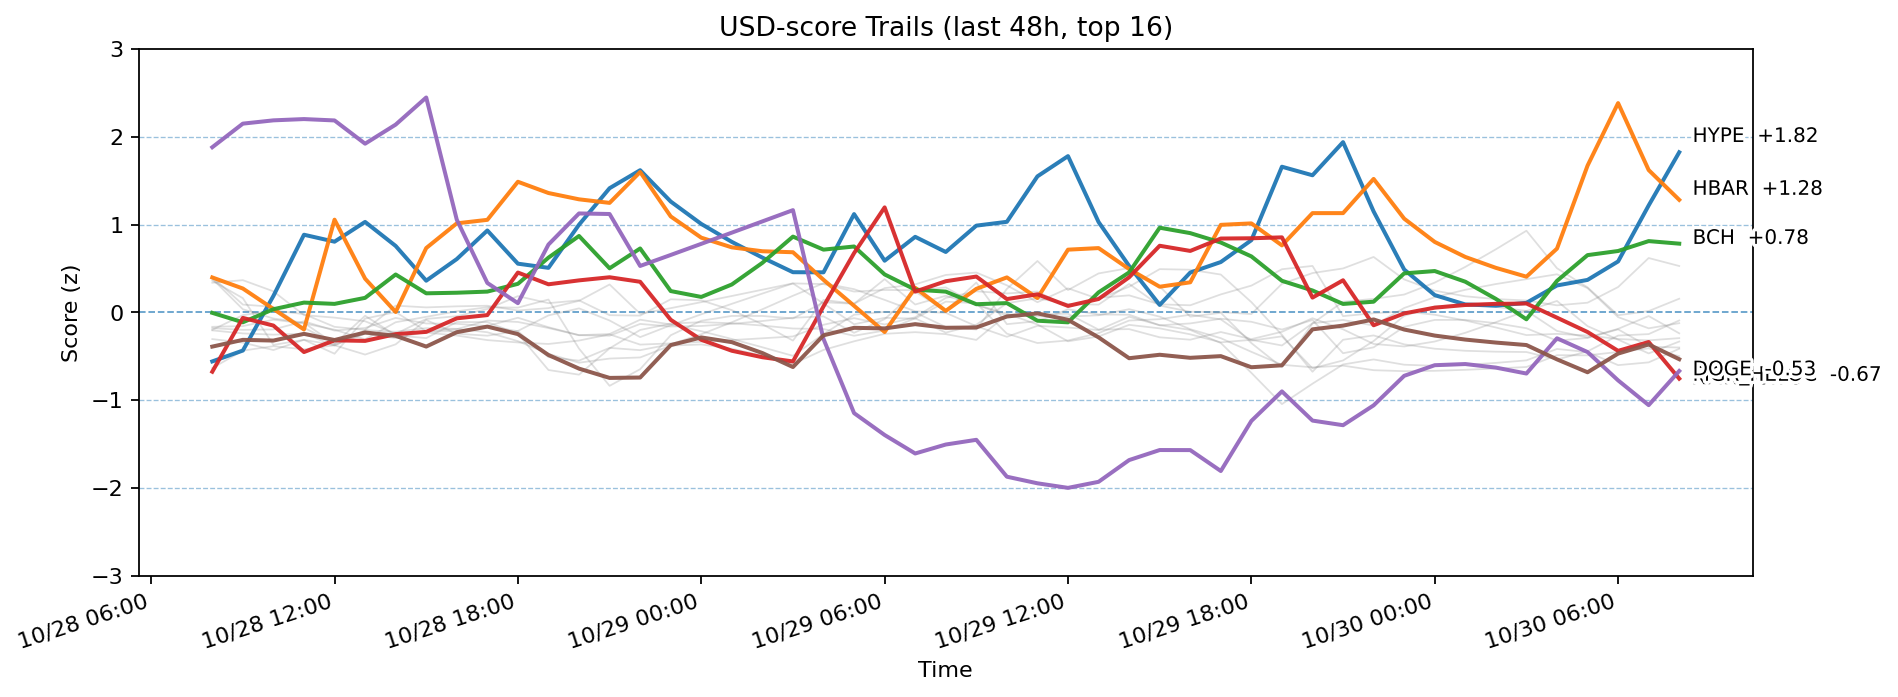 USD-score Trails (last 48h, top 16)
Score (z)
3
2
1
0
−1
−2
−3
HYPE +1.82
HBAR +1.28
BCH +0.78
DOGE -0.53
-0.67
10/28 06:00
10/28 12:00
10/28 18:00
10/29 00:00
10/29 06:00
10/29 12:00
10/29 18:00
10/30 00:00
10/30 06:00
Time